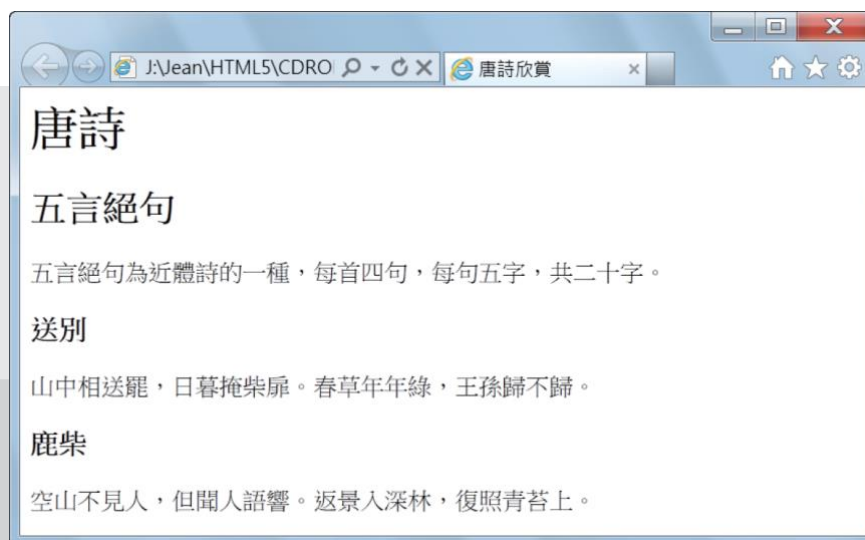 J:\Jean\HTML5\CDRO
唐詩欣賞
唐詩
五言絕句
五言絕句為近體詩的一種，每首四句，每句五字，共二十字。
送別
山中相送罷，日暮掩柴扉。春草年年綠，王孫歸不歸。
鹿柴
空山不見人，但聞人語響。返景入深林，復照青苔上。